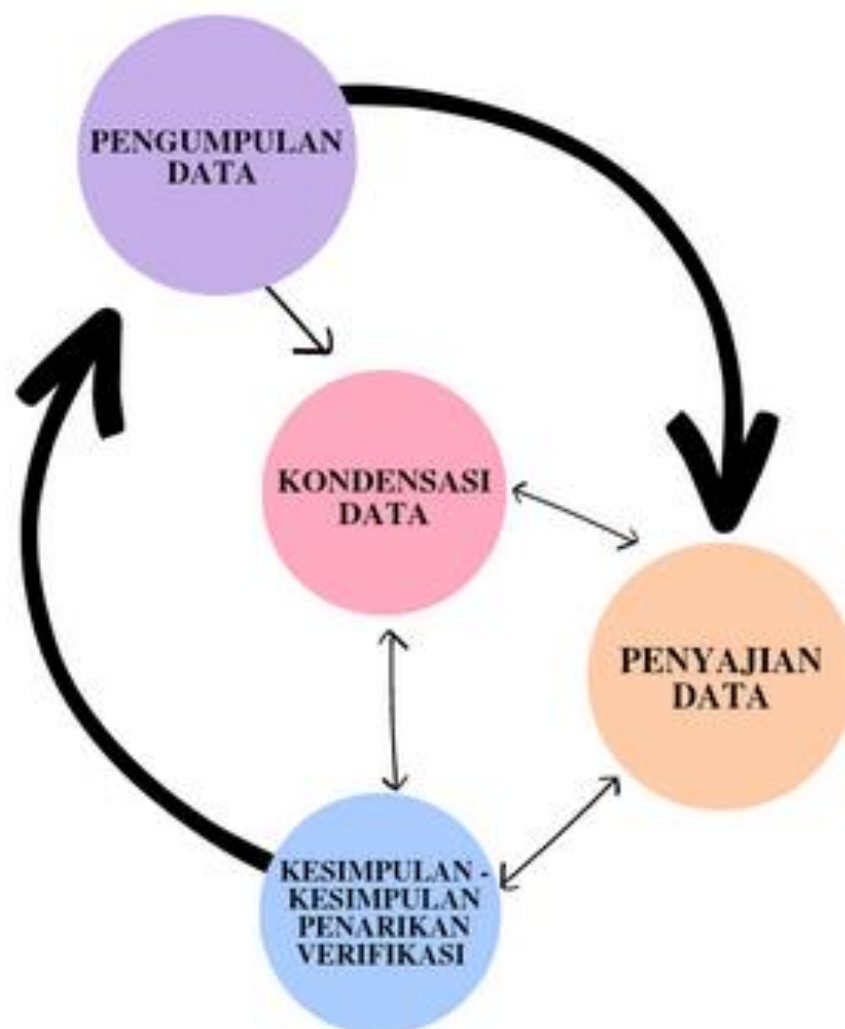 PENGUMPULAN
DATA
KONDENSASI
DATA
PENYAJIAN
DATA
KESIMPULAN -
KESIMPULAN
PENARIKAN
VERIFIKASI